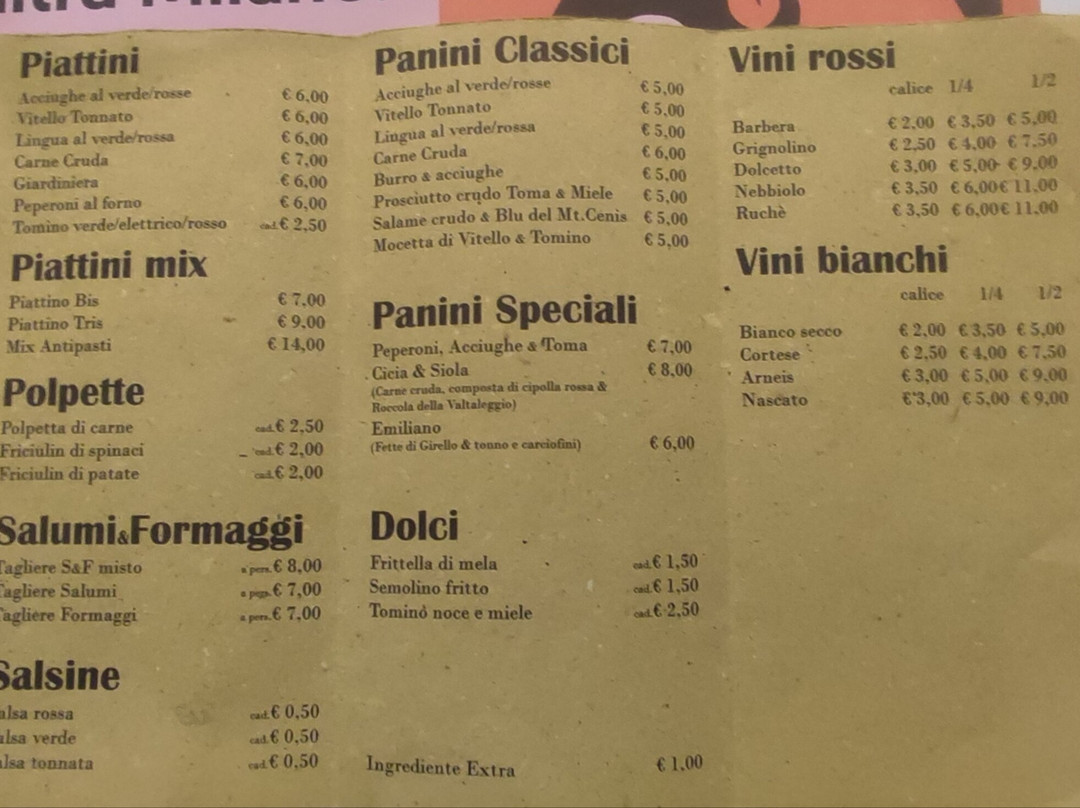 Piattini
Acciughe al verde/rosse € 6,00
Vitello Tonnato € 6,00
Lingua al verde/rossa € 6,00
Carne Cruda € 7,00
Giardiniera € 6,00
Peperoni al forno € 6,00
Tomino verde/elettrico/rosso cad. € 2,50
Piattini mix
Piattino Bis € 7,00
Piattino Tris € 9,00
Mix Antipasti € 14,00
Polpette
Polpetta di carne cad. € 2,50
Friciulin di spinaci cad. € 2,00
Friciulin di patate cad. € 2,00
Salumi&Formaggi
Tagliere S&F misto a pers. € 8,00
Tagliere Salumi a pers. € 7,00
Tagliere Formaggi a pers. € 7,00
Salsine
alsa rossa cad. € 0,50
alsa verde cad. € 0,50
alsa tonnata cad. € 0,50
Panini Classici
Acciughe al verde/rosse € 5,00
Vitello Tonnato € 5,00
Lingua al verde/rossa € 5,00
Carne Cruda € 6,00
Burro & acciughe € 5,00
Prosciutto crudo Toma & Miele € 5,00
Salame crudo & Blu del Mt.Cenis € 5,00
Mocetta di Vitello & Tomino € 5,00
Panini Speciali
Peperoni, Acciughe & Toma € 7,00
Cicia & Siola € 8,00
(Carne cruda, composta di cipolla rossa &
Roccola della Valtaleggio)
Emiliano
(Fette di Girello & tonno e carciofini) € 6,00
Dolci
Frittella di mela cad. € 1,50
Semolino fritto cad. € 1,50
Tomino noce e miele cad. € 2,50
Ingrediente Extra € 1,00
Vini rossi
calice 1/4 1/2
Barbera € 2,00 € 3,50 € 5,00
Grignolino € 2,50 € 4,00 € 7,50
Dolcetto € 3,00 € 5,00 € 9,00
Nebbiolo € 3,50 € 6,00 € 11,00
Ruchè € 3,50 € 6,00 € 11,00
Vini bianchi
calice 1/4 1/2
Bianco secco € 2,00 € 3,50 € 5,00
Cortese € 2,50 € 4,00 € 7,50
Arneis € 3,00 € 5,00 € 9,00
Nascato € 3,00 € 5,00 € 9,00